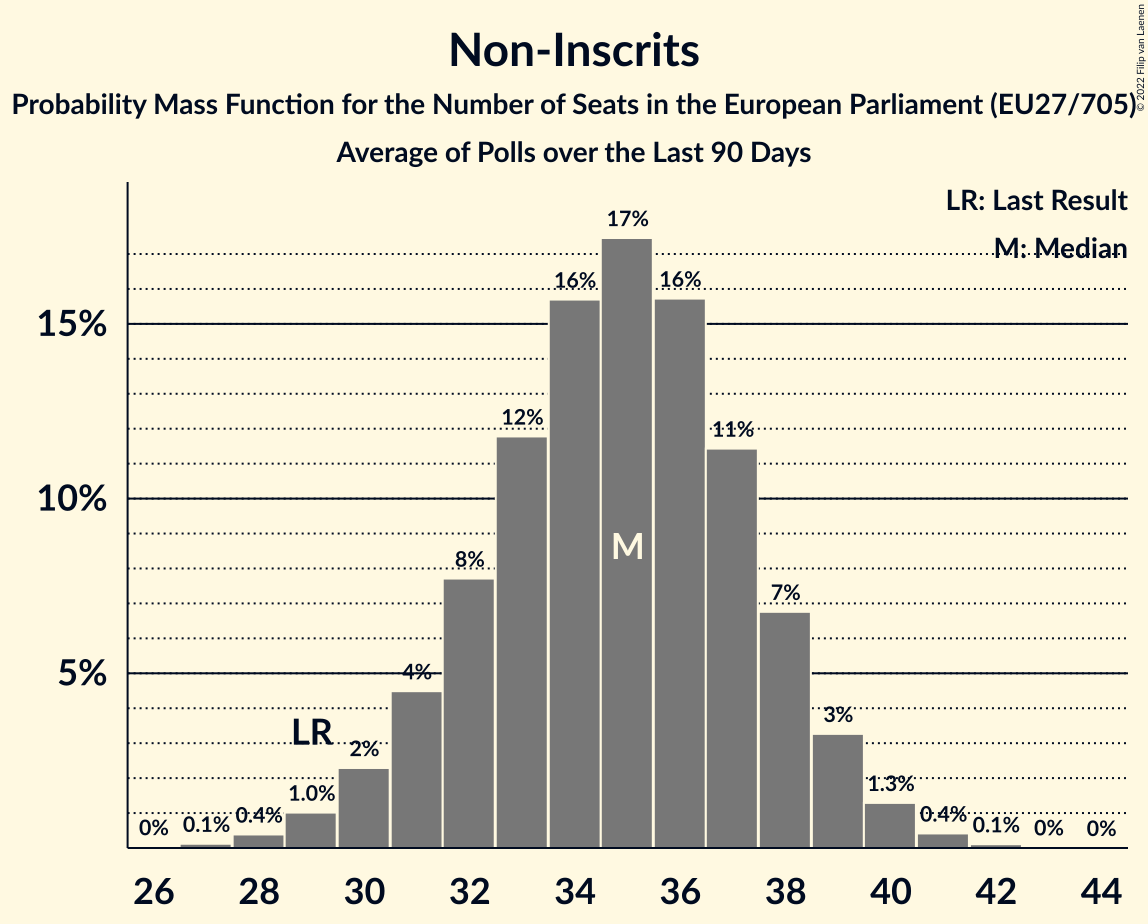 Non-Inscrits
Probability Mass Function for the Number of Seats in the European Parliament (EU27/705)
Average of Polls over the Last 90 Days
© 2022 Filip van Laenen
LR: Last Result
M: Median
17%
16%
16%
15%
12%
11%
10%
M
8%
7%
5%
4%
LR
3%
2%
1.0%
1.3%
0%
0.1%
0.4%
0.4%
0.1%
0%
0%
26 28 30 32 34 36 38 40 42 44